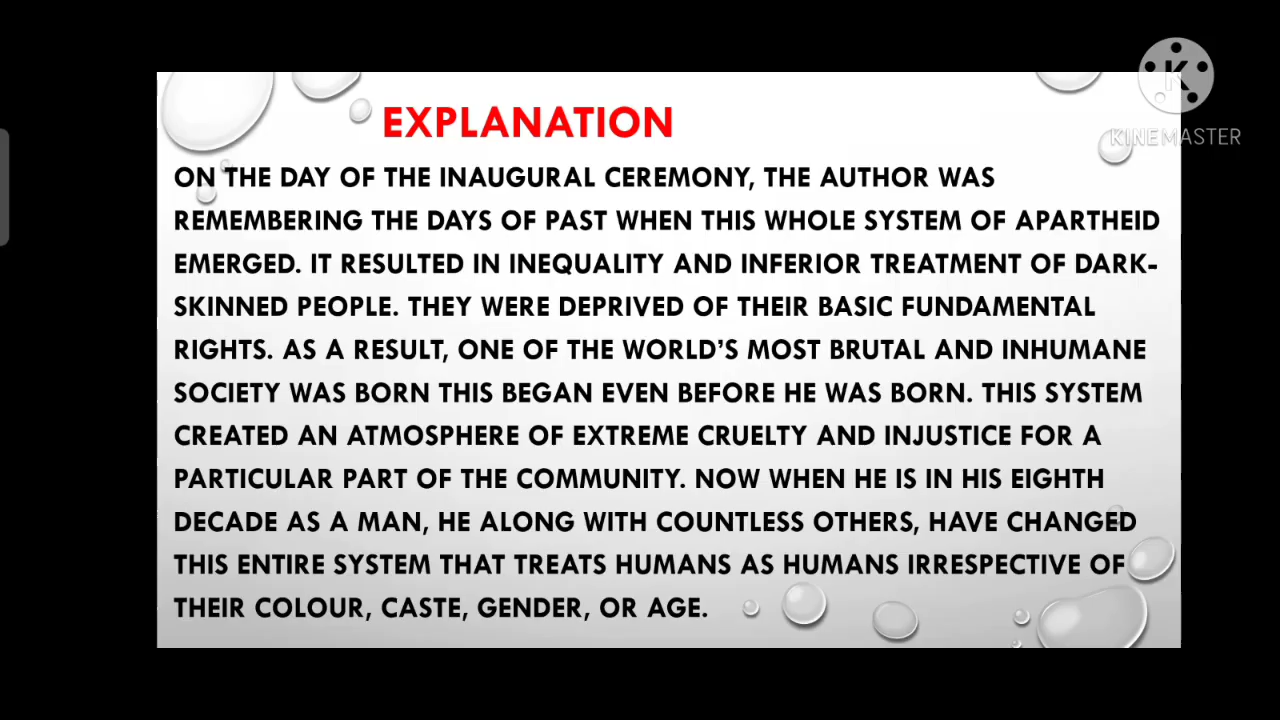 EXPLANATION
KINEMASTER
ON THE DAY OF THE INAUGURAL CEREMONY, THE AUTHOR WAS
REMEMBERING THE DAYS OF PAST WHEN THIS WHOLE SYSTEM OF APARTHEID
EMERGED. IT RESULTED IN INEQUALITY AND INFERIOR TREATMENT OF DARK-
SKINNED PEOPLE. THEY WERE DEPRIVED OF THEIR BASIC FUNDAMENTAL
RIGHTS. AS A RESULT, ONE OF THE WORLD’S MOST BRUTAL AND INHUMANE
SOCIETY WAS BORN THIS BEGAN EVEN BEFORE HE WAS BORN. THIS SYSTEM
CREATED AN ATMOSPHERE OF EXTREME CRUELTY AND INJUSTICE FOR A
PARTICULAR PART OF THE COMMUNITY. NOW WHEN HE IS IN HIS EIGHTH
DECADE AS A MAN, HE ALONG WITH COUNTLESS OTHERS, HAVE CHANGED
THIS ENTIRE SYSTEM THAT TREATS HUMANS AS HUMANS IRRESPECTIVE OF
THEIR COLOUR, CASTE, GENDER, OR AGE.